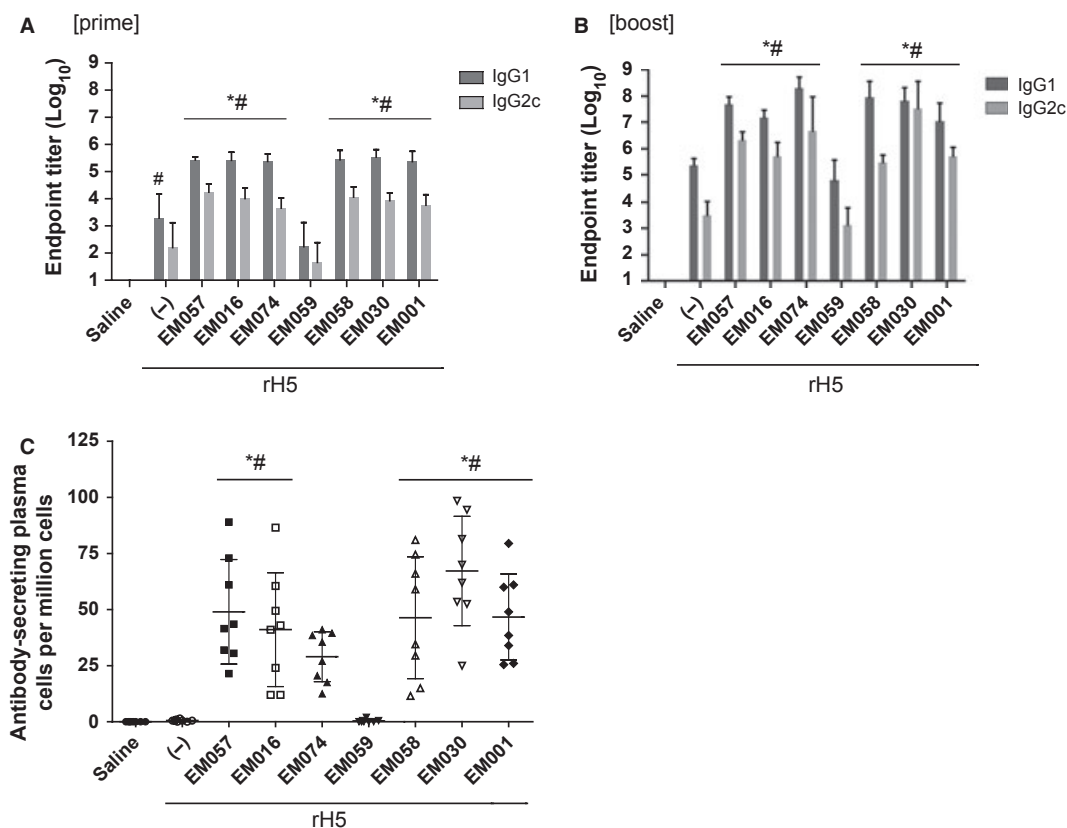 A [prime]
Endpoint titer (Log10)
9
8
7
6
5
4
3
2
1
#
*#
*#
IgG1
IgG2c
Saline
(–)
EM057
EM016
EM074
EM059
EM058
EM030
EM001
rH5
B [boost]
Endpoint titer (Log10)
9
8
7
6
5
4
3
2
1
*#
*#
IgG1
IgG2c
Saline
(–)
EM057
EM016
EM074
EM059
EM058
EM030
EM001
rH5
C
Antibody-secreting plasma
cells per million cells
125
100
75
50
25
0
*#
*#
Saline
(–)
EM057
EM016
EM074
EM059
EM058
EM030
EM001
rH5